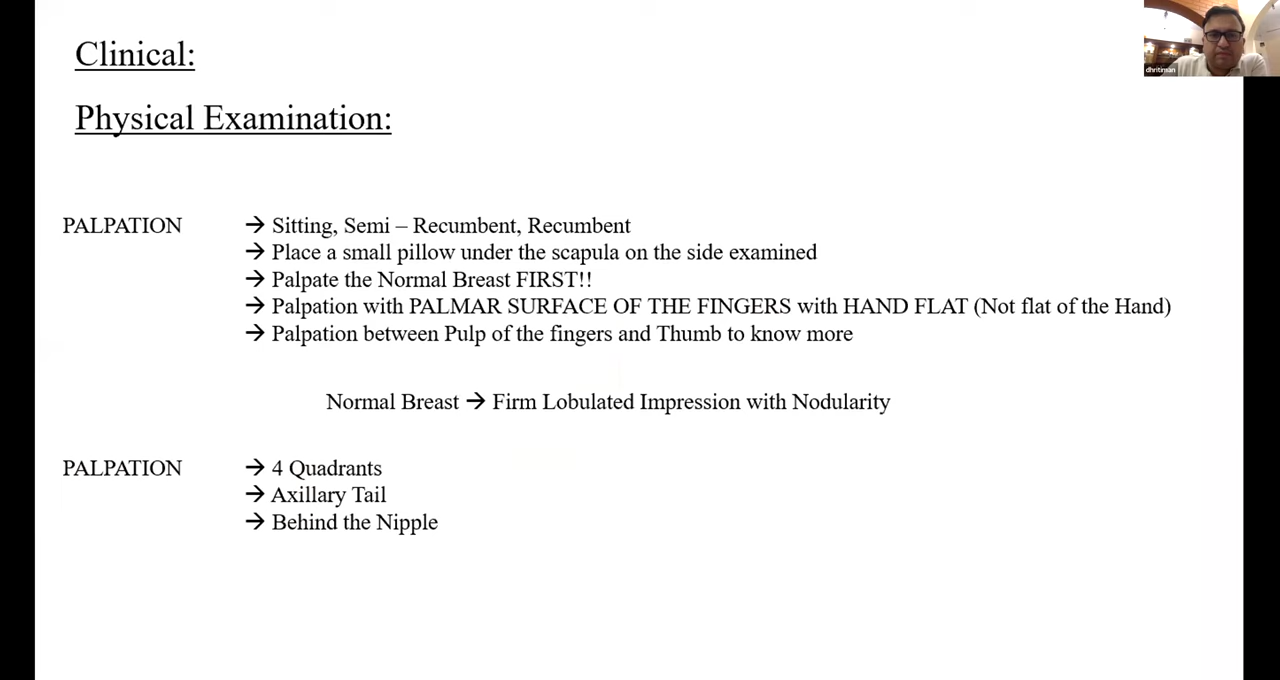 Clinical:
dhritiman
Physical Examination:
PALPATION → Sitting, Semi – Recumbent, Recumbent
→ Place a small pillow under the scapula on the side examined
→ Palpate the Normal Breast FIRST!!
→ Palpation with PALMAR SURFACE OF THE FINGERS with HAND FLAT (Not flat of the Hand)
→ Palpation between Pulp of the fingers and Thumb to know more
Normal Breast → Firm Lobulated Impression with Nodularity
PALPATION → 4 Quadrants
→ Axillary Tail
→ Behind the Nipple